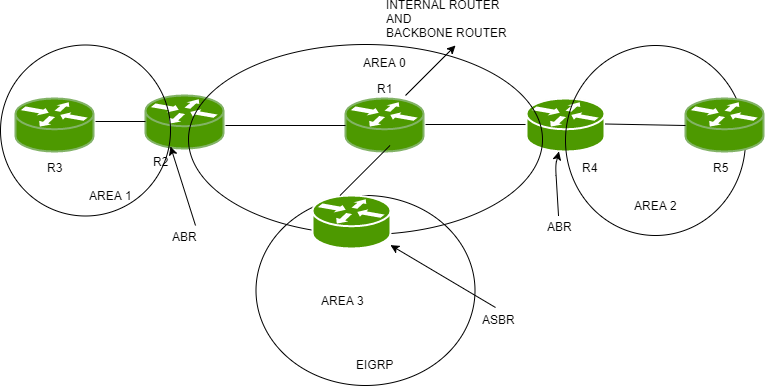 INTERNAL ROUTER
AND
BACKBONE ROUTER
AREA 0
R1
R3
R2
R4
R5
AREA 1
AREA 2
ABR
ABR
AREA 3
ASBR
EIGRP